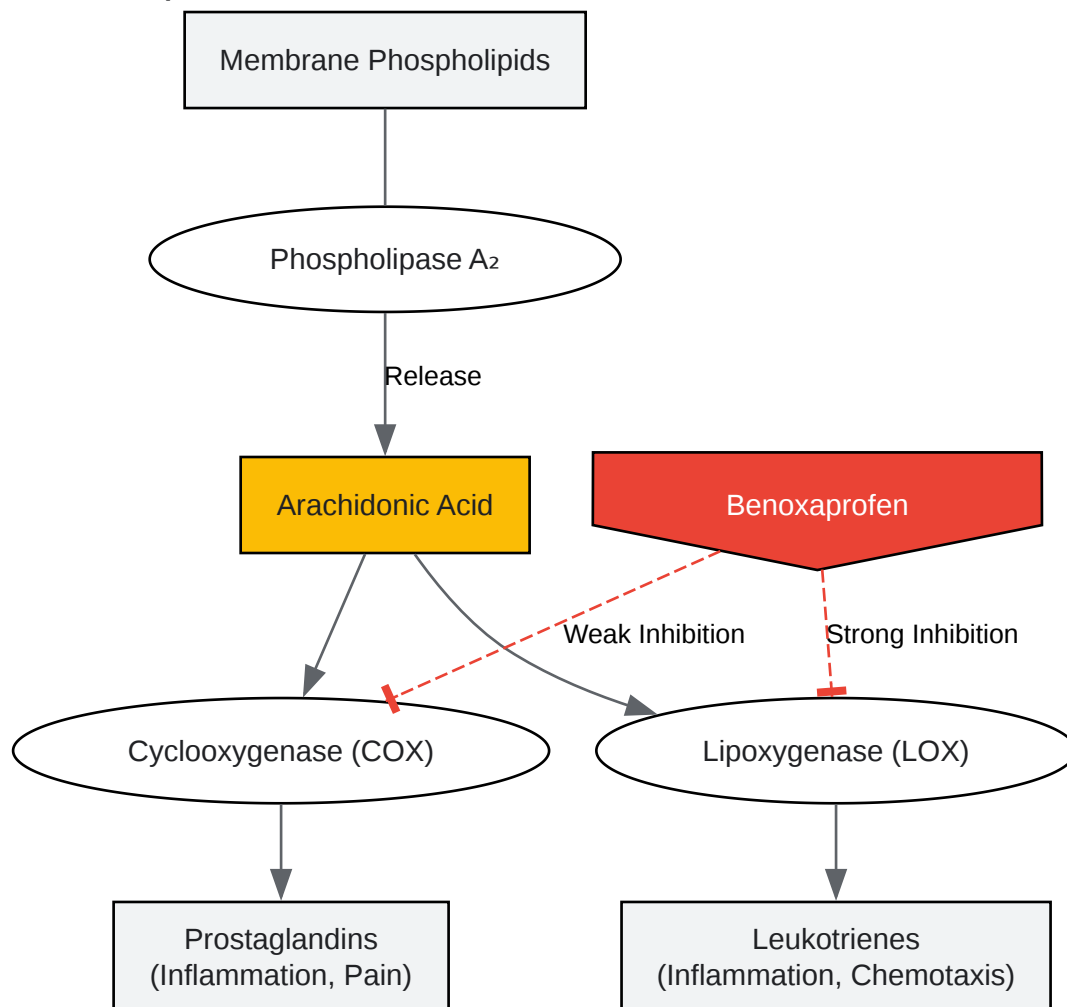 Membrane Phospholipids
Phospholipase A₂
Release
Arachidonic Acid
Benoxaprofen
Weak Inhibition
Strong Inhibition
Cyclooxygenase (COX)
Lipoxygenase (LOX)
Prostaglandins
(Inflammation, Pain)
Leukotrienes
(Inflammation, Chemotaxis)